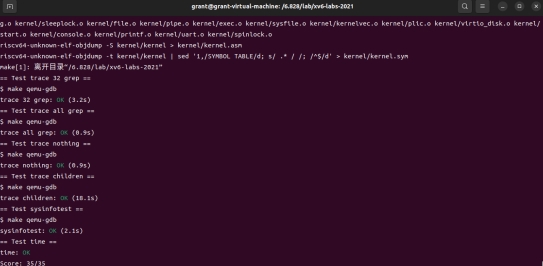 grant@grant-virtual-machine: /6.828/lab/xv6-labs-2021
g.o kernel/sleeplock.o kernel/file.o kernel/pipe.o kernel/exec.o kernel/sysfile.o kernel/kernelvec.o kernel/plic.o kernel/virtio_disk.o kernel/
start.o kernel/console.o kernel/printf.o kernel/uart.o kernel/spinlock.o
riscv64-unknown-elf-objdump -S kernel/kernel > kernel/kernel.asm
riscv64-unknown-elf-objdump -t kernel/kernel | sed '1,/SYMBOL TABLE/d; s/ .* / /; /^$/d' > kernel/kernel.sym
make[1]: 离开目录“/6.828/lab/xv6-labs-2021”
== Test trace 32 grep ==
$ make qemu-gdb
trace 32 grep: OK (3.2s)
== Test trace all grep ==
$ make qemu-gdb
trace all grep: OK (0.9s)
== Test trace nothing ==
$ make qemu-gdb
trace nothing: OK (0.9s)
== Test trace children ==
$ make qemu-gdb
trace children: OK (18.1s)
== Test sysinfotest ==
$ make qemu-gdb
sysinfotest: OK (2.1s)
== Test time ==
time: OK
Score: 35/35